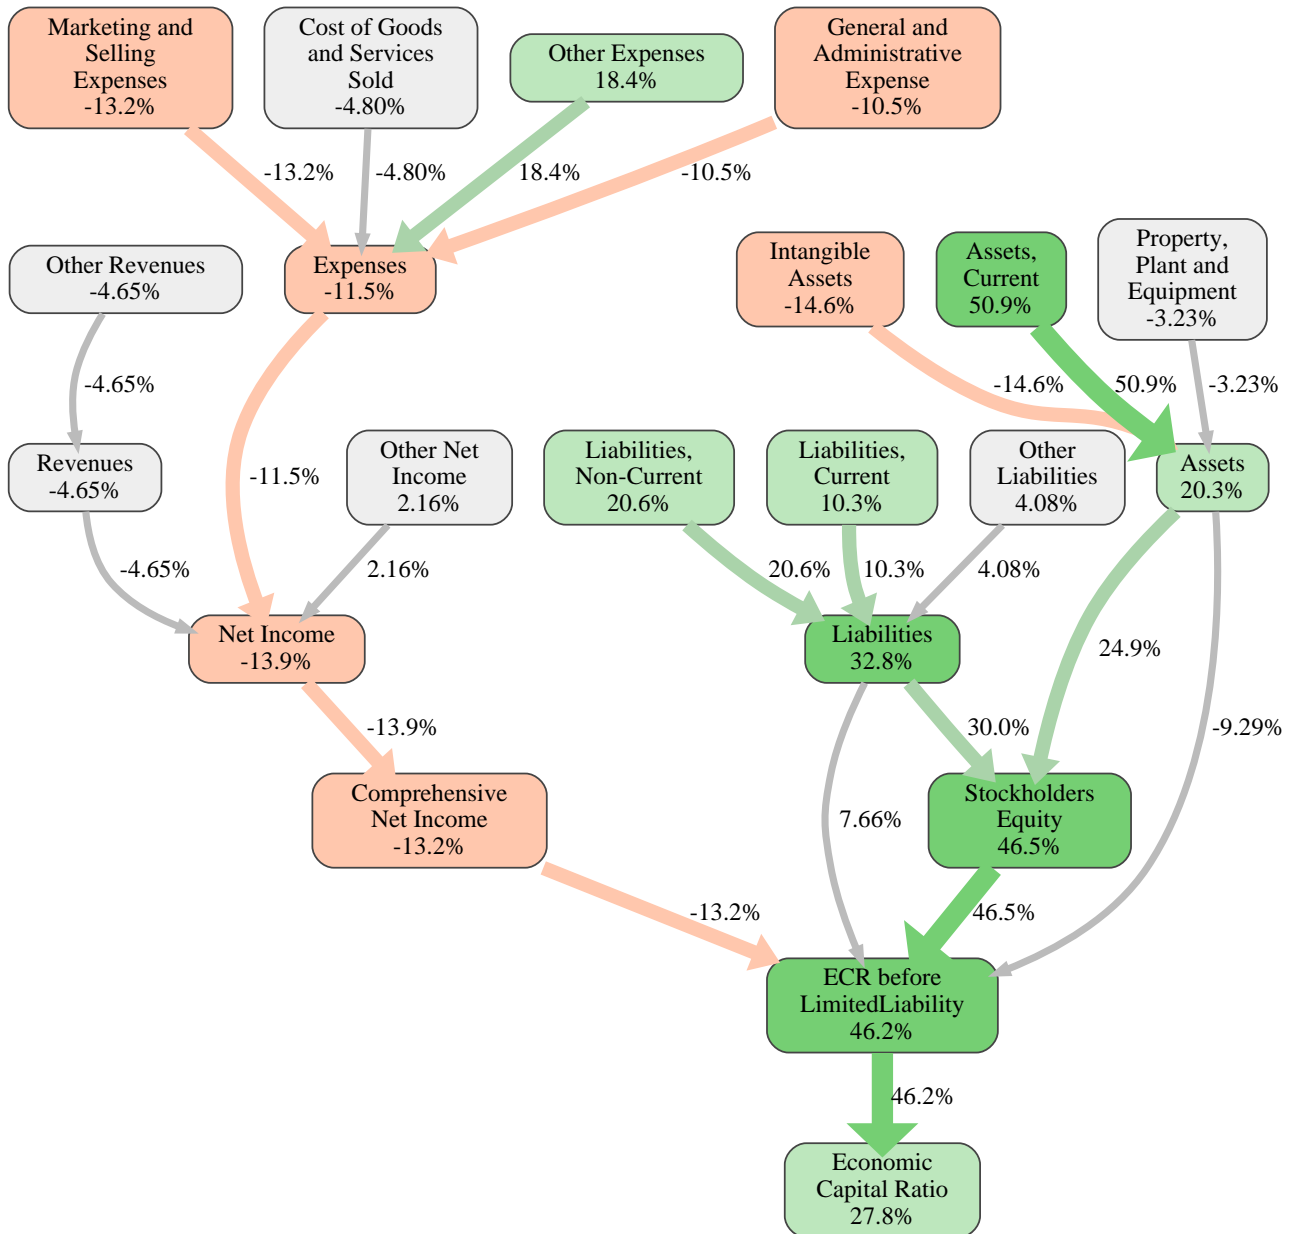 Marketing and
Selling
Expenses
-13.2%
Cost of Goods
and Services
Sold
-4.80%
Other Expenses
18.4%
General and
Administrative
Expense
-10.5%
-13.2%
-4.80%
18.4%
-10.5%
Other Revenues
-4.65%
Expenses
-11.5%
Intangible
Assets
-14.6%
Assets,
Current
50.9%
Property,
Plant and
Equipment
-3.23%
-4.65%
-14.6%
50.9%
-3.23%
Revenues
-4.65%
-11.5%
Other Net
Income
2.16%
Liabilities,
Non-Current
20.6%
Liabilities,
Current
10.3%
Other
Liabilities
4.08%
Assets
20.3%
-4.65%
2.16%
20.6%
10.3%
4.08%
Net Income
-13.9%
Liabilities
32.8%
24.9%
-13.9%
30.0%
-9.29%
Comprehensive
Net Income
-13.2%
7.66%
Stockholders
Equity
46.5%
-13.2%
46.5%
ECR before
LimitedLiability
46.2%
46.2%
Economic
Capital Ratio
27.8%